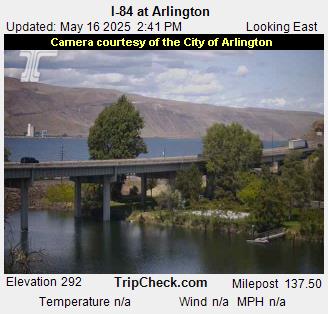 I-84 at Arlington
Updated: May 16 2025 2:41 PM Looking East
Camera courtesy of the City of Arlington
Elevation 292 TripCheck.com Milepost 137.50
Temperature n/a Wind n/a MPH n/a